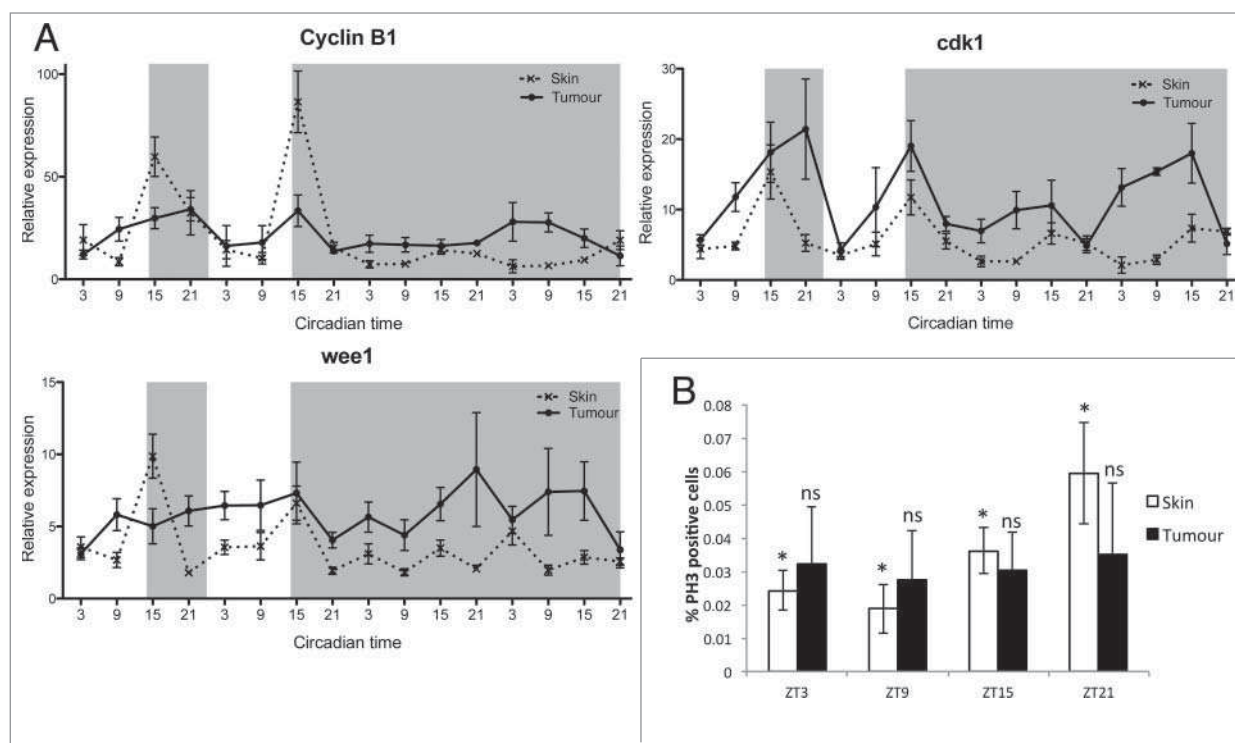 A
Cyclin B1
Skin
Tumour
Relative expression
100
50
0
3 9 15 21 3 9 15 21 3 9 15 21 3 9 15 21
Circadian time
cdk1
Skin
Tumour
Relative expression
30
20
10
0
3 9 15 21 3 9 15 21 3 9 15 21 3 9 15 21
Circadian time
wee1
Skin
Tumour
Relative expression
15
10
5
0
3 9 15 21 3 9 15 21 3 9 15 21 3 9 15 21
Circadian time
B
% PH3 positive cells
0.08
0.07
0.06
0.05
0.04
0.03
0.02
0.01
0
* ns * ns * ns * ns
Skin
Tumour
ZT3 ZT9 ZT15 ZT21